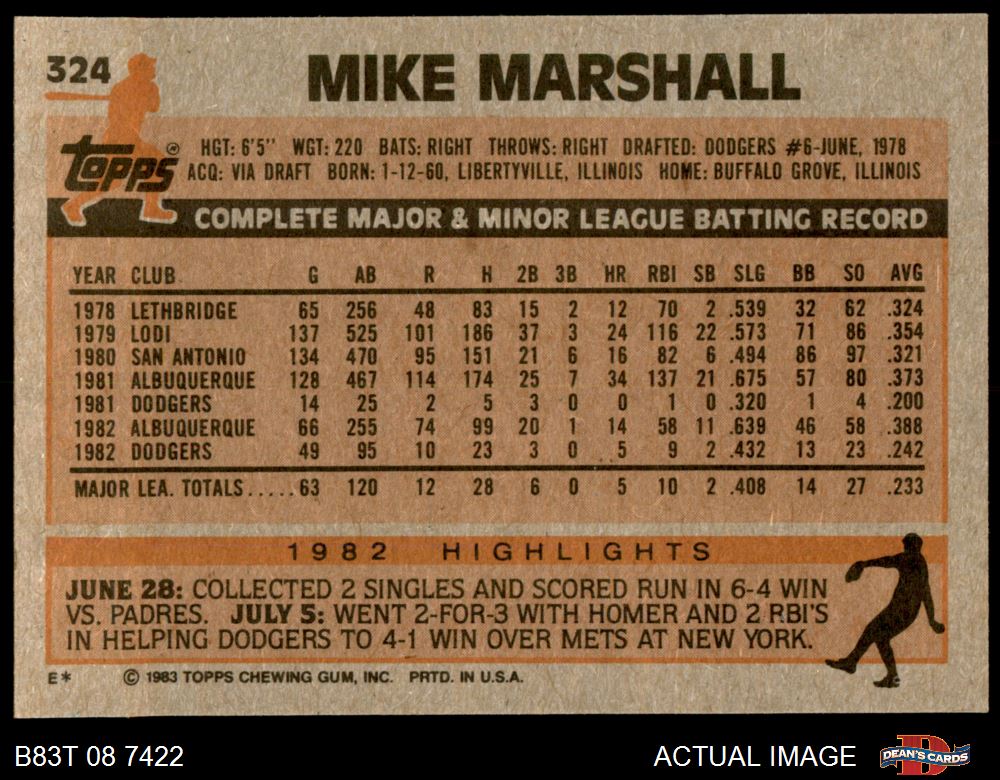 324
MIKE MARSHALL
Topps®
HGT: 6'5" WGT: 220 BATS: RIGHT THROWS: RIGHT DRAFTED: DODGERS #6-JUNE, 1978
ACQ: VIA DRAFT BORN: 1-12-60, LIBERTYVILLE, ILLINOIS HOME: BUFFALO GROVE, ILLINOIS
COMPLETE MAJOR & MINOR LEAGUE BATTING RECORD
YEAR CLUB G AB R H 2B 3B HR RBI SB SLG BB SO AVG
1978 LETHBRIDGE 65 256 48 83 15 2 12 70 2 .539 32 62 .324
1979 LODI 137 525 101 186 37 3 24 116 22 .573 71 86 .354
1980 SAN ANTONIO 134 470 95 151 21 6 16 82 6 .494 86 97 .321
1981 ALBUQUERQUE 128 467 114 174 25 7 34 137 21 .675 57 80 .373
1981 DODGERS 14 25 2 5 3 0 0 1 0 .320 1 4 .200
1982 ALBUQUERQUE 66 255 74 99 20 1 14 58 11 .639 46 58 .388
1982 DODGERS 49 95 10 23 3 0 5 9 2 .432 13 23 .242
MAJOR LEA. TOTALS.....63 120 12 28 6 0 5 10 2 .408 14 27 .233
1982 HIGHLIGHTS
JUNE 28: COLLECTED 2 SINGLES AND SCORED RUN IN 6-4 WIN
VS. PADRES. JULY 5: WENT 2-FOR-3 WITH HOMER AND 2 RBI'S
IN HELPING DODGERS TO 4-1 WIN OVER METS AT NEW YORK.
E* © 1983 TOPPS CHEWING GUM, INC. PRTD. IN U.S.A.
B83T 08 7422 ACTUAL IMAGE D DEAN'S CARDS